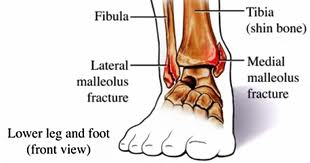 Fibula
Tibia
(shin bone)
Lateral
malleolus
fracture
Medial
malleolus
fracture
Lower leg and foot
(front view)